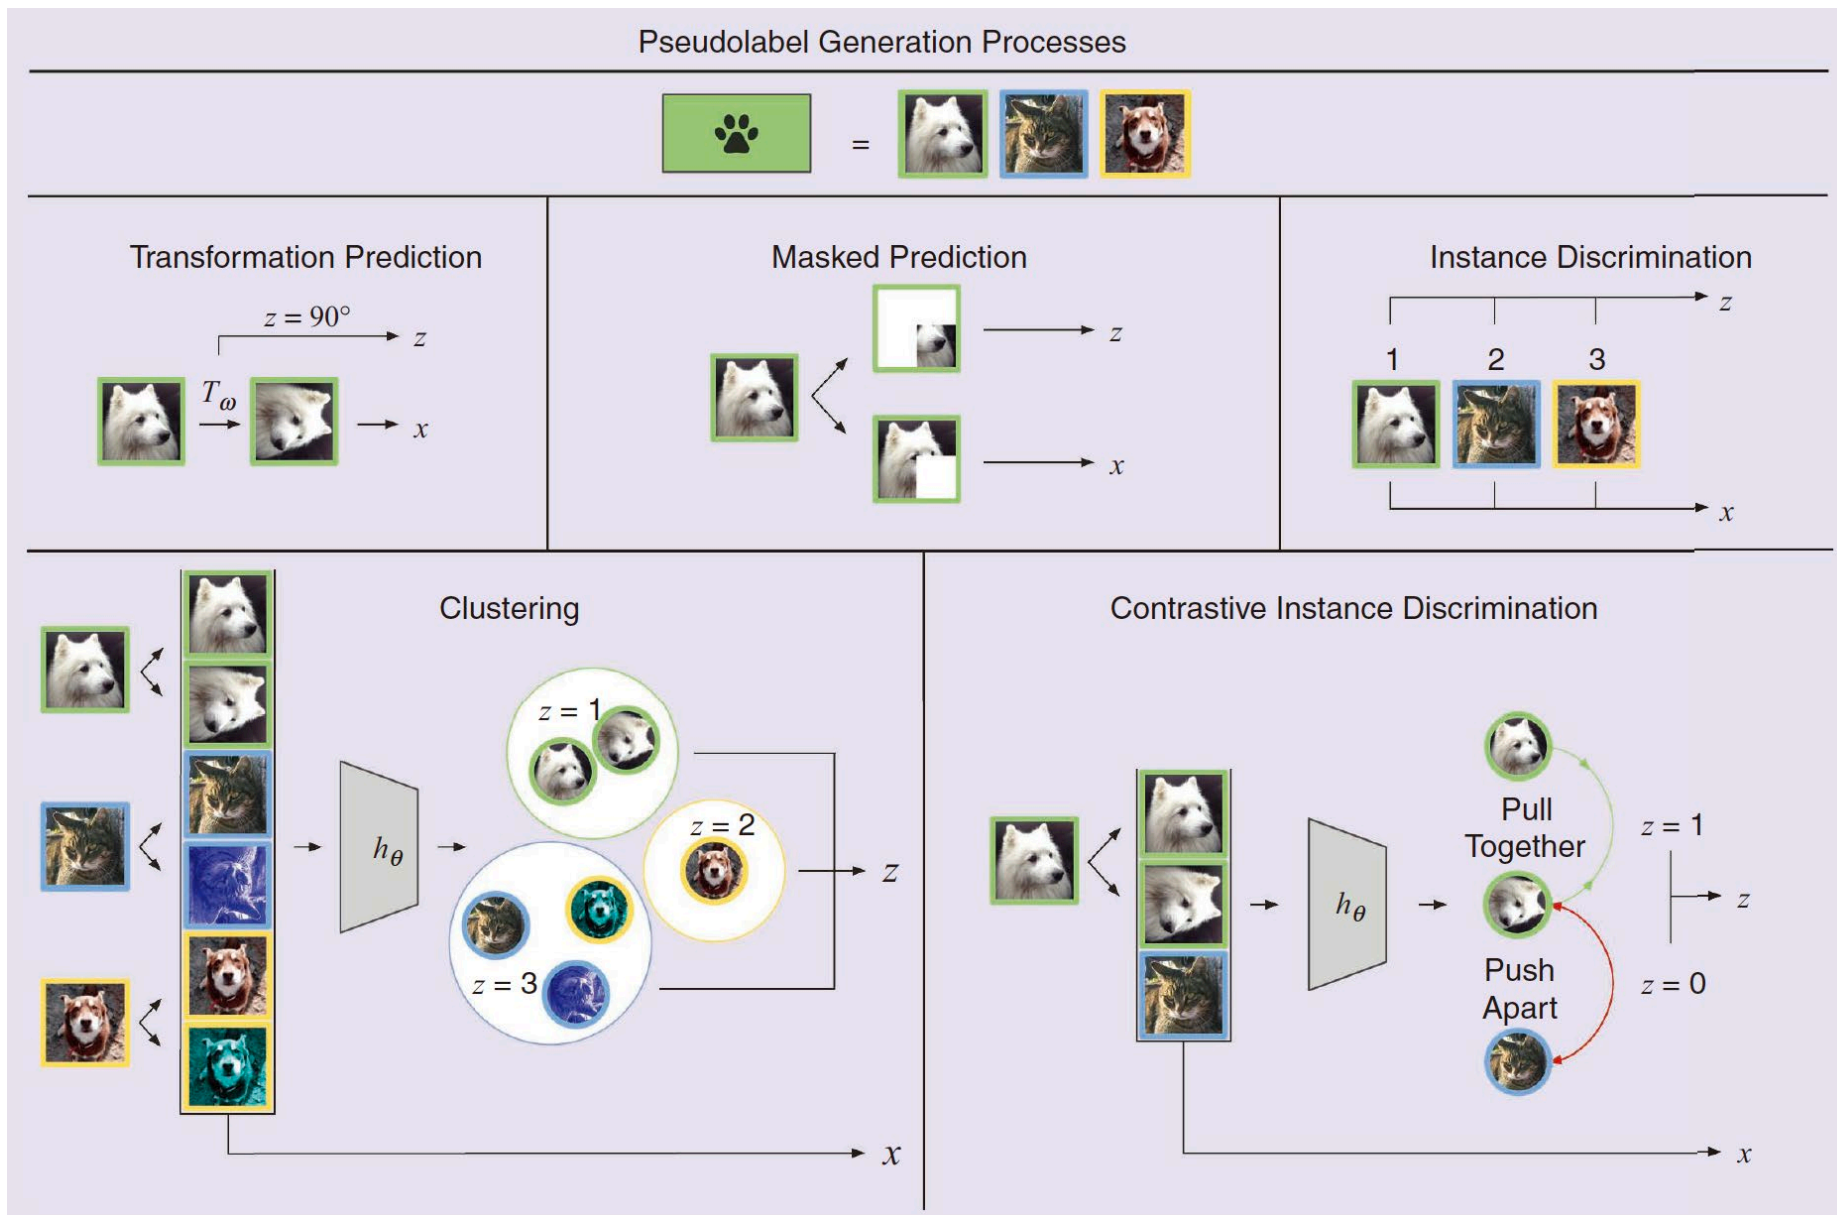 Pseudolabel Generation Processes
=
Transformation Prediction
z = 90°
z
T_ω
x
Masked Prediction
z
x
Instance Discrimination
z
1 2 3
x
Clustering
z = 1
z = 2
h_θ
z
z = 3
x
Contrastive Instance Discrimination
Pull
Together
z = 1
h_θ
z
Push
Apart
z = 0
x